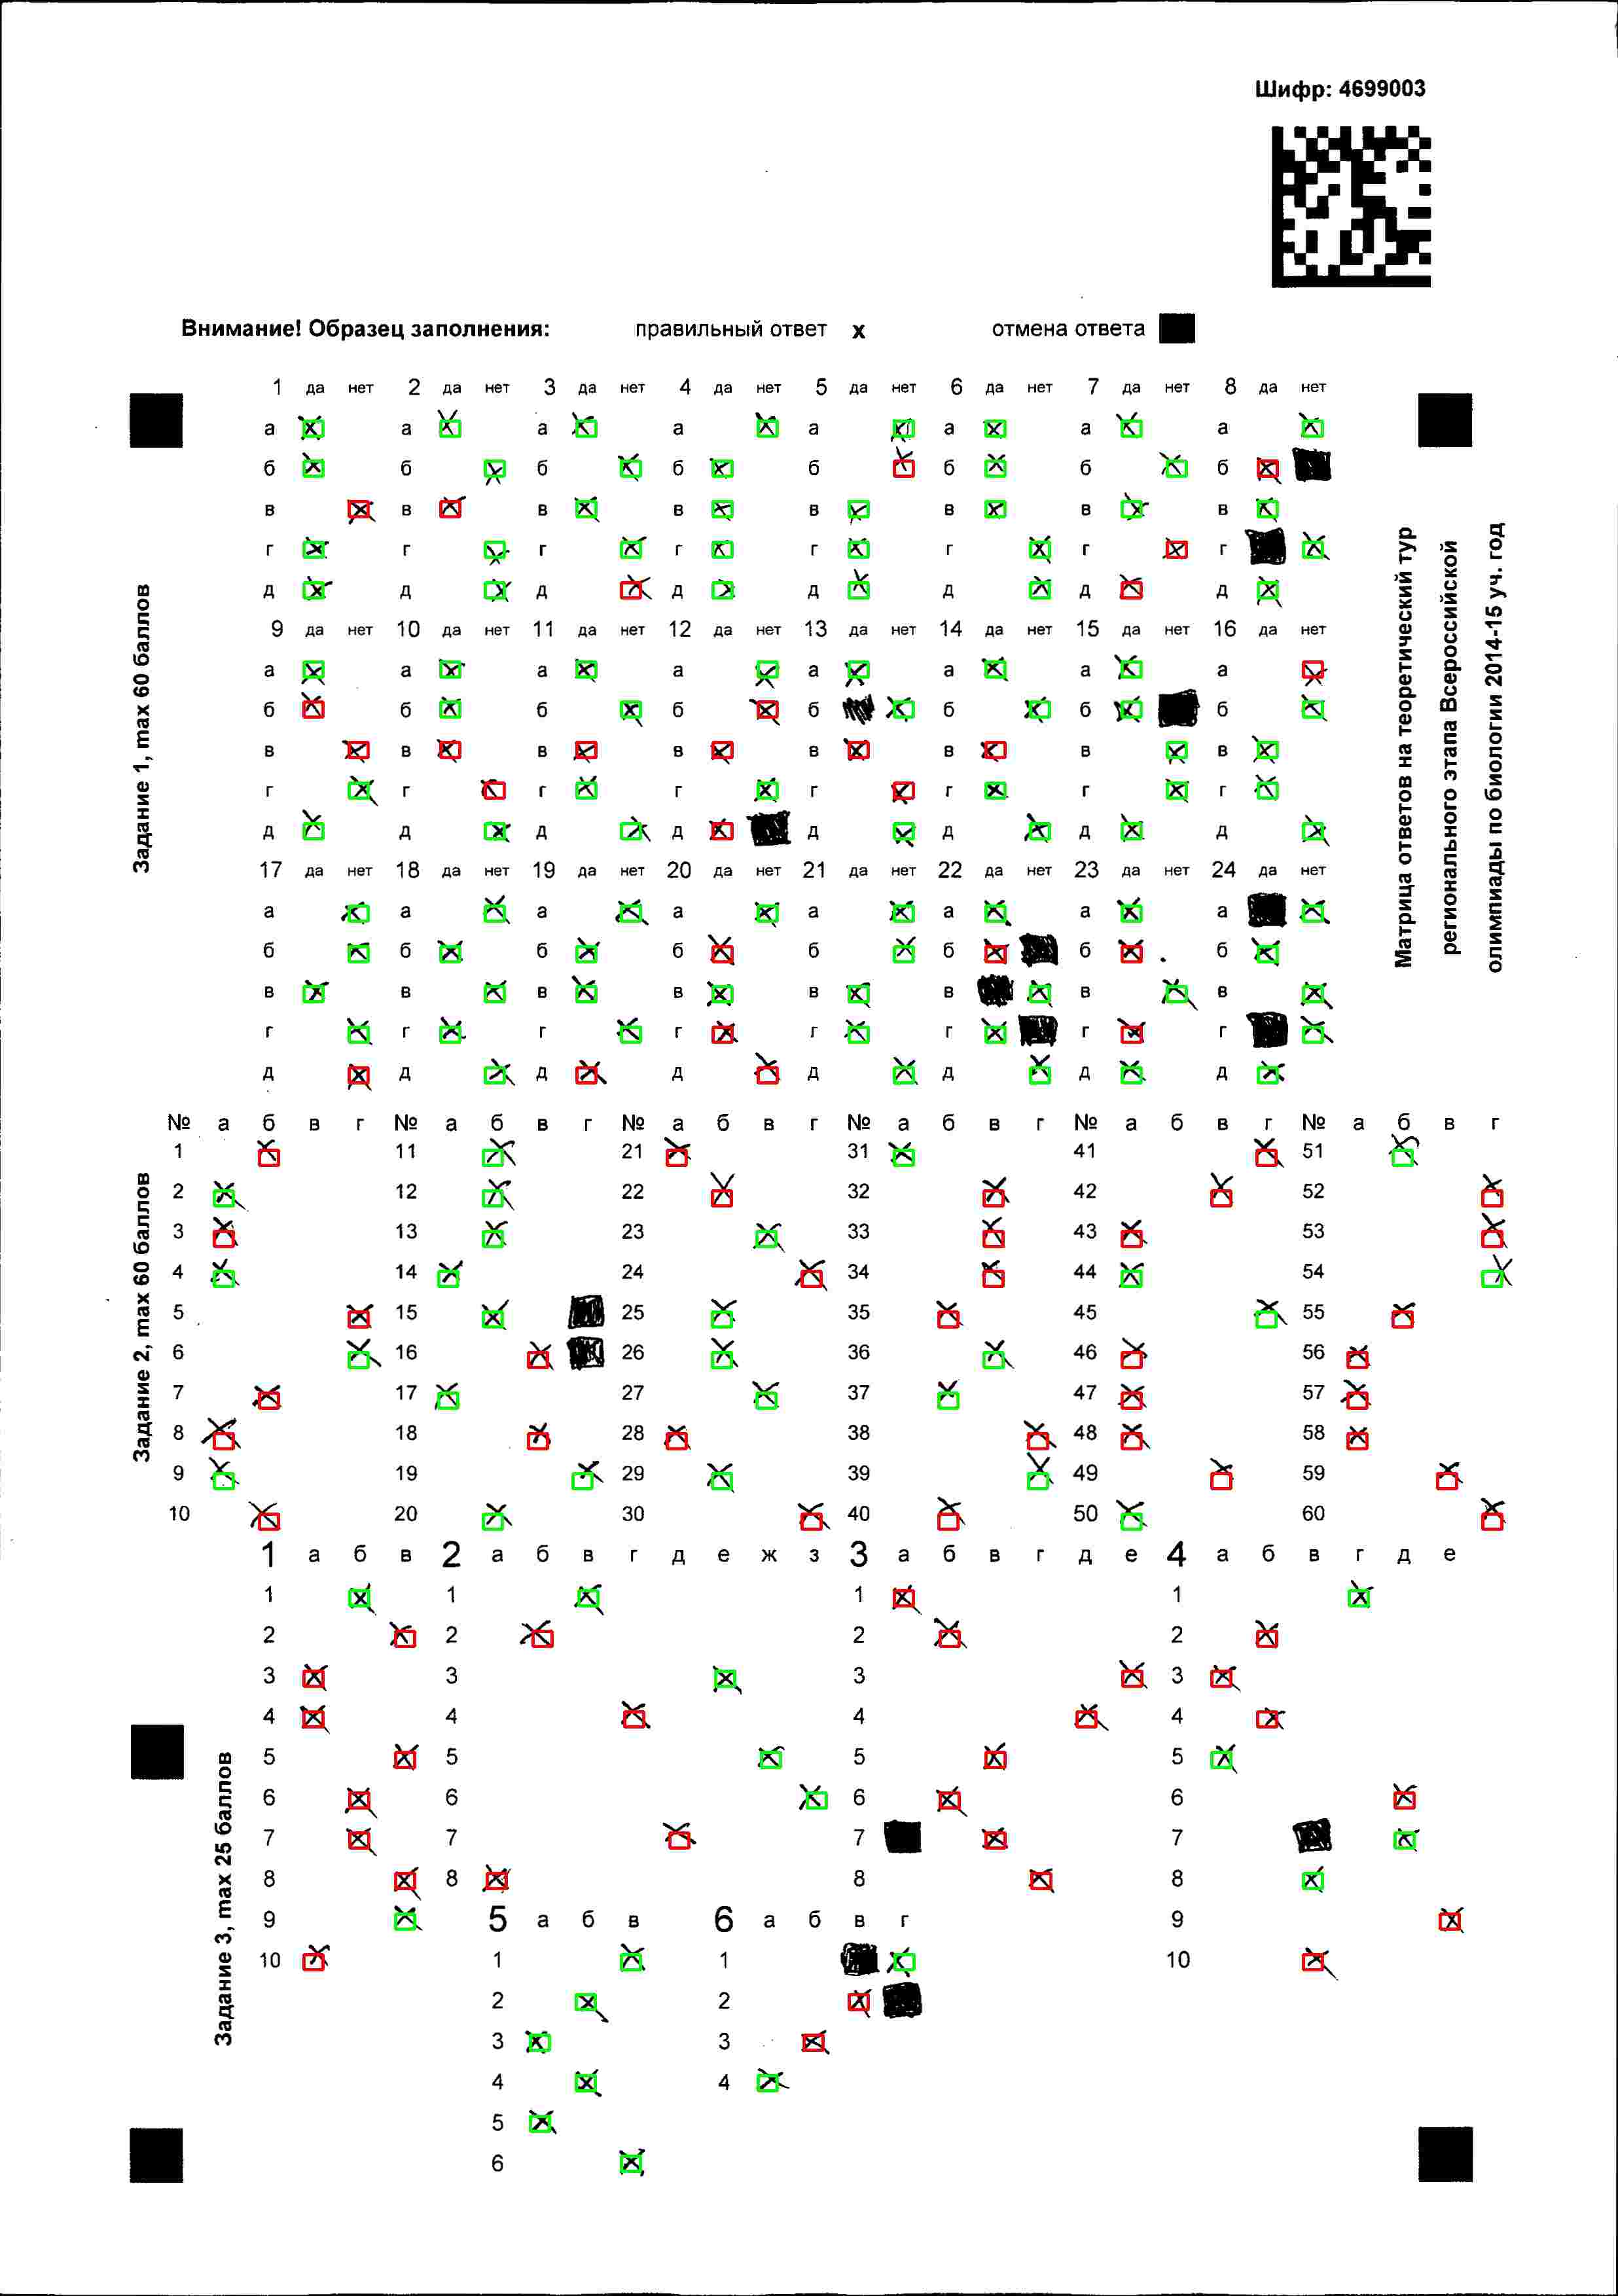 Шифр: 4699003
Внимание! Образец заполнения: правильный ответ х отмена ответа
1 да нет 2 да нет 3 да нет 4 да нет 5 да нет 6 да нет 7 да нет 8 да нет
а а а а а а а а
б б б б б б б б
в в в в в в в в
г г г г г г г г
д д д д д д д д
9 да нет 10 да нет 11 да нет 12 да нет 13 да нет 14 да нет 15 да нет 16 да нет
а а а а а а а а
б б б б б б б б
в в в в в в в в
г г г г г г г г
д д д д д д д д
17 да нет 18 да нет 19 да нет 20 да нет 21 да нет 22 да нет 23 да нет 24 да нет
а а а а а а а а
б б б б б б б б
в в в в в в в в
г г г г г г г г
д д д д д д д д
Задание 1, max 60 баллов
Матрица ответов на теоретический тур
регионального этапа Всероссийской
олимпиады по биологии 2014-15 уч. год
№ а б в г № а б в г № а б в г № а б в г № а б в г № а б в г
1 11 21 31 41 51
2 12 22 32 42 52
3 13 23 33 43 53
4 14 24 34 44 54
5 15 25 35 45 55
6 16 26 36 46 56
7 17 27 37 47 57
8 18 28 38 48 58
9 19 29 39 49 59
10 20 30 40 50 60
Задание 2, max 60 баллов
1 а б в 2 а б в г д е ж з 3 а б в г д е 4 а б в г д е
1 1 1 1
2 2 2 2
3 3 3 3
4 4 4 4
5 5 5 5
6 6 6 6
7 7 7 7
8 8 8 8
9 5 а б в 6 а б в г 9
10 1 1 10
2 2
3 3
4 4
5
6
Задание 3, max 25 баллов